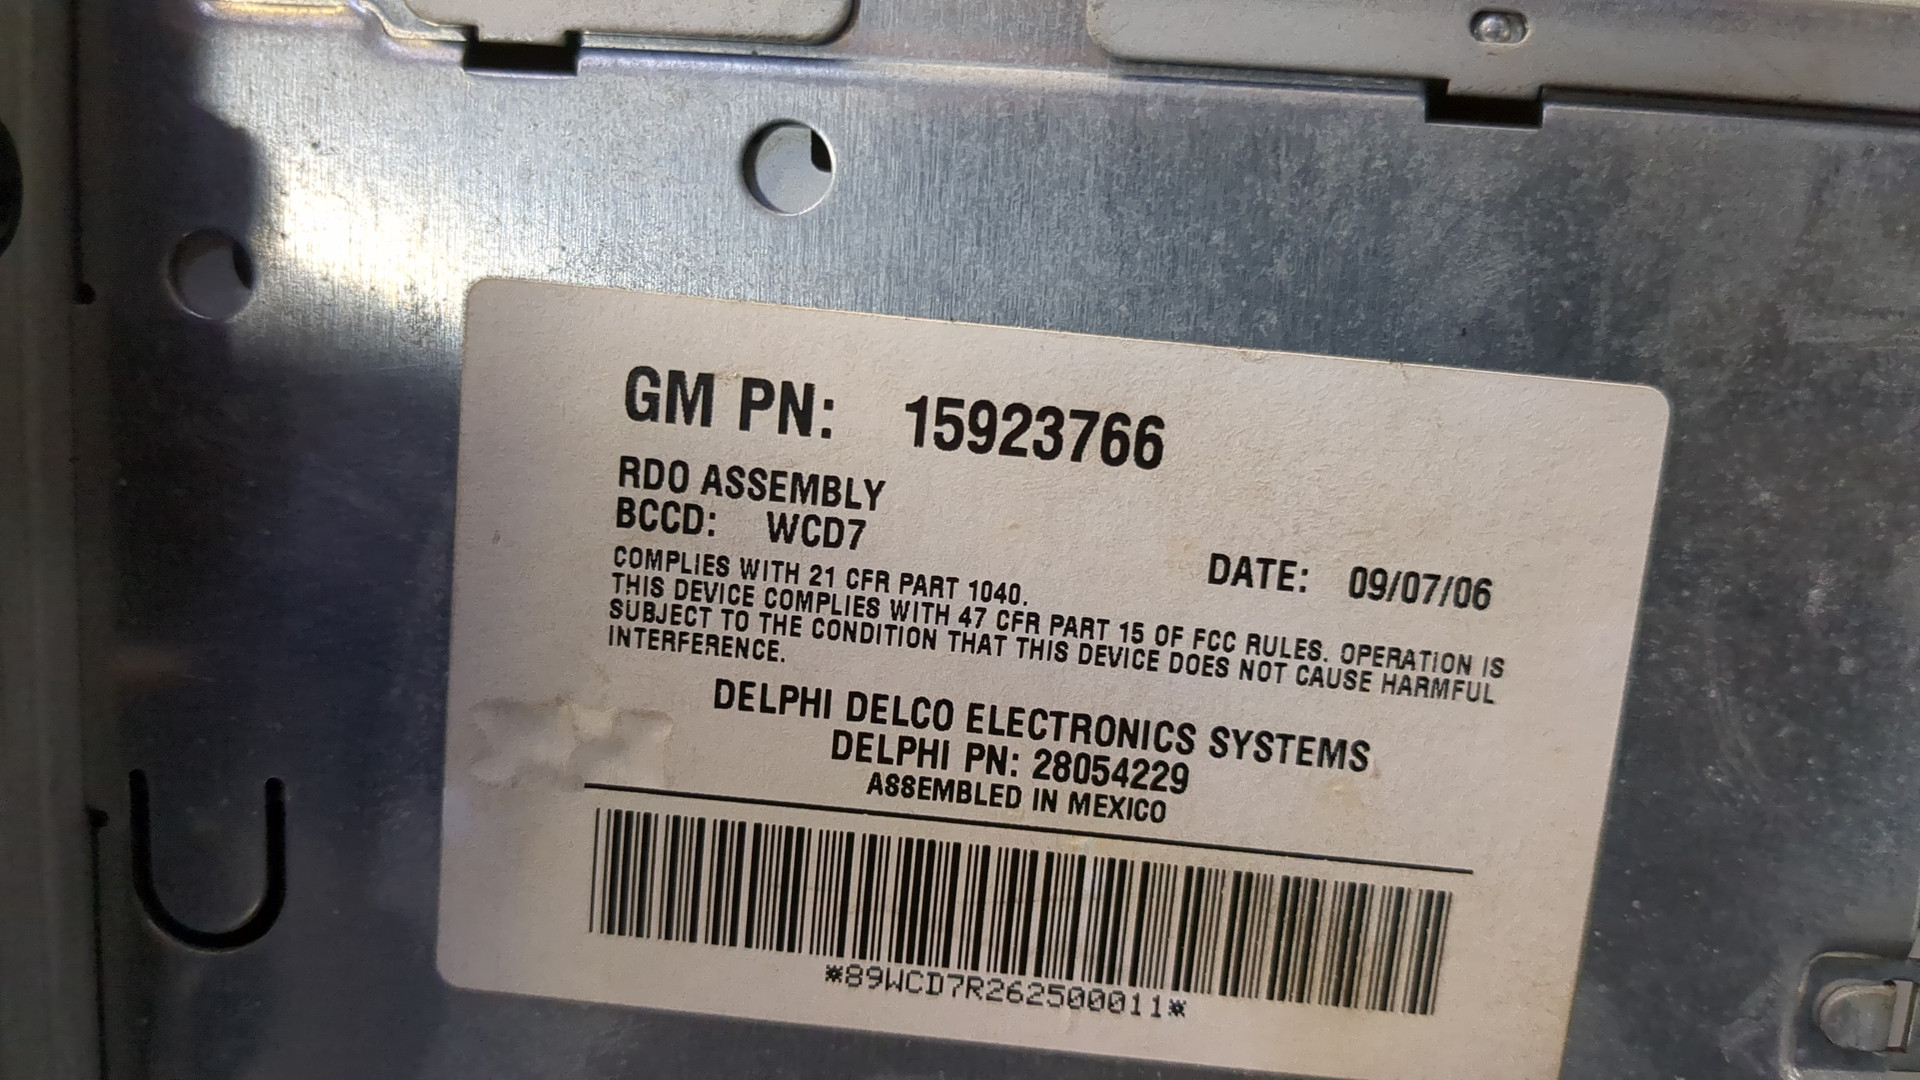 GM PN: 15923766
RDO ASSEMBLY
BCCD: WCD7
DATE: 09/07/06
COMPLIES WITH 21 CFR PART 1040.
THIS DEVICE COMPLIES WITH 47 CFR PART 15 OF FCC RULES. OPERATION IS
SUBJECT TO THE CONDITION THAT THIS DEVICE DOES NOT CAUSE HARMFUL
INTERFERENCE.
DELPHI DELCO ELECTRONICS SYSTEMS
DELPHI PN: 28054229
ASSEMBLED IN MEXICO
*89WCD7R262500011*